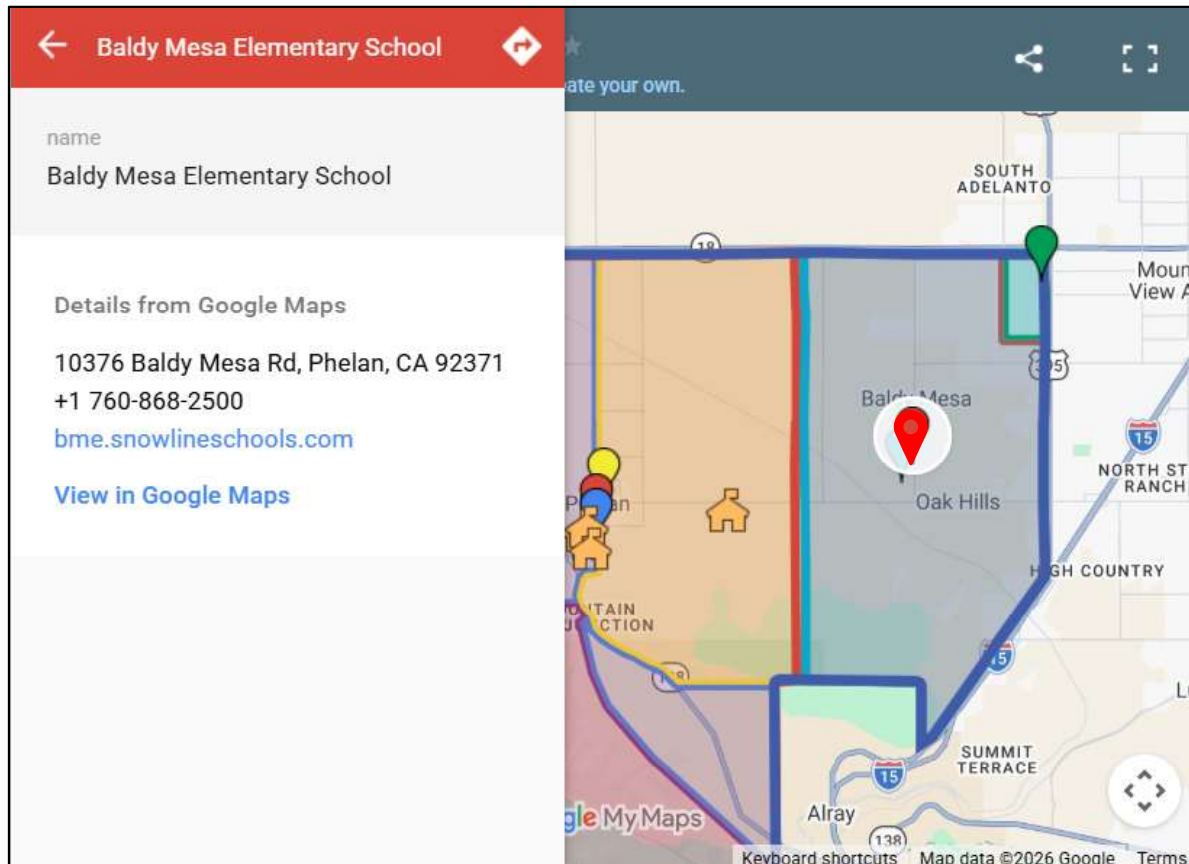 Baldy Mesa Elementary School
eate your own.
name
Baldy Mesa Elementary School
Details from Google Maps
10376 Baldy Mesa Rd, Phelan, CA 92371
+1 760-868-2500
bme.snowlineschools.com
View in Google Maps
SOUTH
ADELANTO
18
Moun
View A
395
Baldy Mesa
15
NORTH ST
RANCH
Oak Hills
HIGH COUNTRY
15
138
SUMMIT
TERRACE
15
Alray
138
gle My Maps
Keyboard shortcuts Map data ©2026 Google Terms